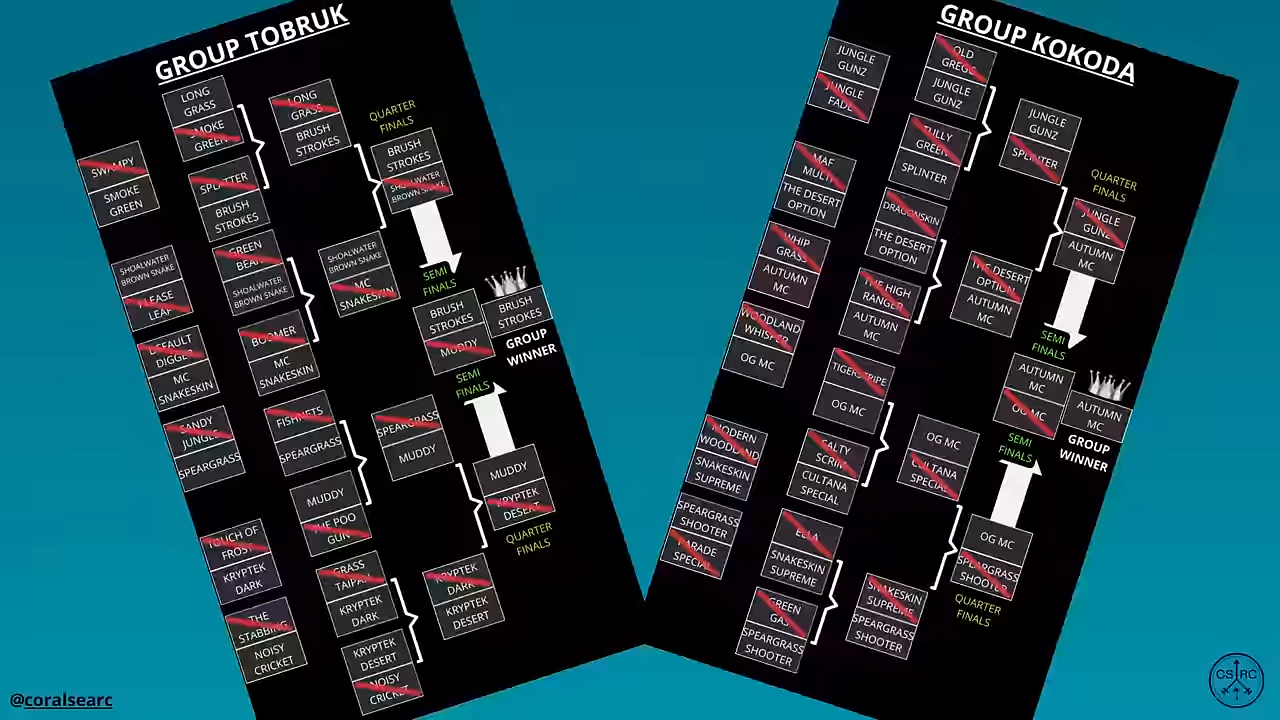 GROUP TOBRUK
SWAMPY
SMOKE
GREEN
SHOALWATER
BROWN SNAKE
PLEASE
LEAF
DEFAULT
DIGGER
MC
SNAKESKIN
SANDY
JUNGLE
SPEARGRASS
TOUCH OF
FROST
KRYPTEK
DARK
THE
STABBING
NOISY
CRICKET
LONG
GRASS
SMOKE
GREEN
SPLATTER
BRUSH
STROKES
GREEN
BEAN
SHOALWATER
BROWN SNAKE
BOOMER
MC
SNAKESKIN
FISHNETS
SPEARGRASS
MUDDY
THE POO
GUN
GRASS
TAIPAN
KRYPTEK
DARK
KRYPTEK
DESERT
NOISY
CRICKET
LONG
GRASS
BRUSH
STROKES
SHOALWATER
BROWN SNAKE
MC
SNAKESKIN
SPEARGRASS
MUDDY
KRYPTEK
DARK
KRYPTEK
DESERT
QUARTER
FINALS
BRUSH
STROKES
SHOALWATER
BROWN SNAKE
SEMI
FINALS
BRUSH
STROKES
MUDDY
SEMI
FINALS
MUDDY
KRYPTEK
DESERT
QUARTER
FINALS
BRUSH
STROKES
GROUP
WINNER
GROUP KOKODA
JUNGLE
GUNZ
JUNGLE
FADE
MAF
MULTI
THE DESERT
OPTION
WHIP
GRASS
AUTUMN
MC
WOODLAND
WHISPER
OG MC
MODERN
WOODLAND
SNAKESKIN
SUPREME
SPEARGRASS
SHOOTER
PARADE
SPECIAL
OLD
GREGG
JUNGLE
GUNZ
TULLY
GREEN
SPLINTER
DRAGONSKIN
THE DESERT
OPTION
THE HIGH
RANGER
AUTUMN
MC
TIGERSTRIPE
OG MC
SALTY
SCRIM
CULTANA
SPECIAL
ELLA
SNAKESKIN
SUPREME
GREEN
GAS
SPEARGRASS
SHOOTER
JUNGLE
GUNZ
SPLINTER
THE DESERT
OPTION
AUTUMN
MC
OG MC
CULTANA
SPECIAL
SNAKESKIN
SUPREME
SPEARGRASS
SHOOTER
QUARTER
FINALS
JUNGLE
GUNZ
AUTUMN
MC
SEMI
FINALS
AUTUMN
MC
OG MC
SEMI
FINALS
OG MC
SPEARGRASS
SHOOTER
QUARTER
FINALS
AUTUMN
MC
GROUP
WINNER
@coralsearc
CS RC